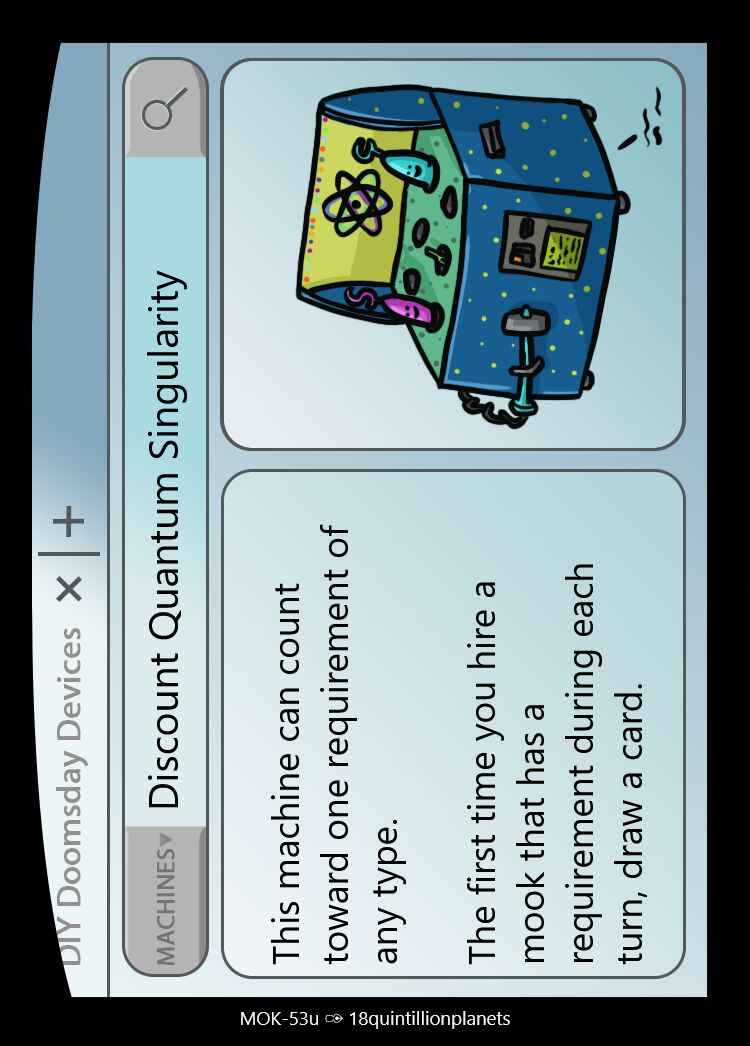 DIY Doomsday Devices
MACHINES
Discount Quantum Singularity
This machine can count
toward one requirement of
any type.
The first time you hire a
mook that has a
requirement during each
turn, draw a card.
MOK-53u ✑ 18quintillionplanets